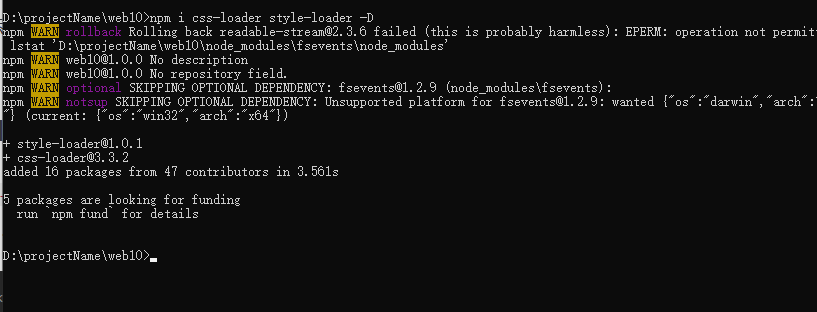 D:\projectName\web10>npm i css-loader style-loader -D
npm WARN rollback Rolling back readable-stream@2.3.6 failed (this is probably harmless): EPERM: operation not permit
 lstat 'D:\projectName\web10\node_modules\fsevents\node_modules'
npm WARN web10@1.0.0 No description
npm WARN web10@1.0.0 No repository field.
npm WARN optional SKIPPING OPTIONAL DEPENDENCY: fsevents@1.2.9 (node_modules\fsevents):
npm WARN notsup SKIPPING OPTIONAL DEPENDENCY: Unsupported platform for fsevents@1.2.9: wanted {"os":"darwin","arch":
"} (current: {"os":"win32","arch":"x64"})
+ style-loader@1.0.1
+ css-loader@3.3.2
added 16 packages from 47 contributors in 3.561s
5 packages are looking for funding
  run `npm fund` for details
D:\projectName\web10>